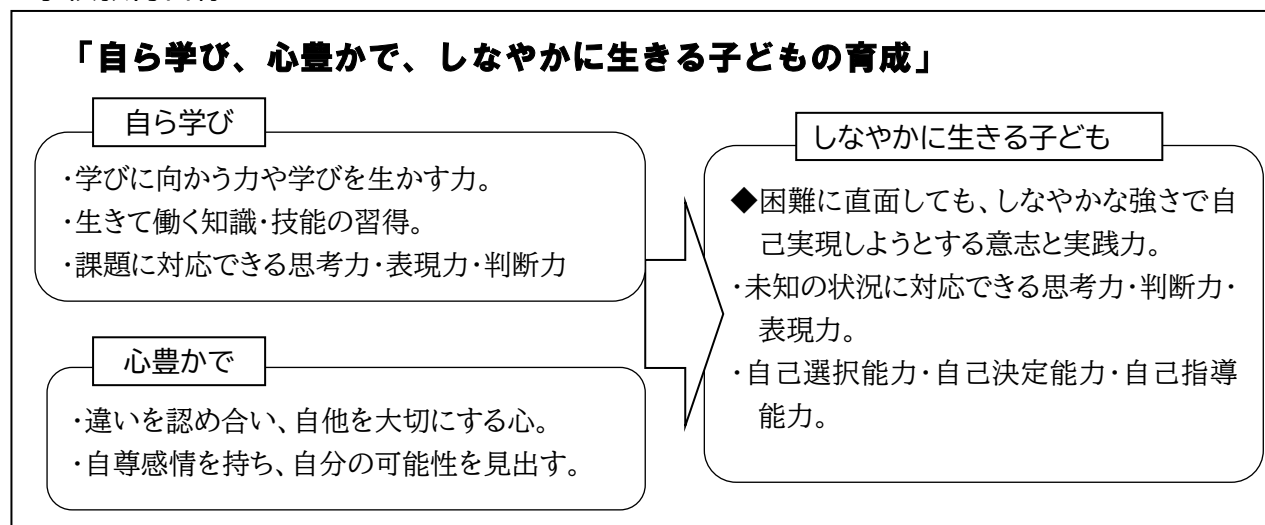 「自ら学び、心豊かで、しなやかに生きる子どもの育成」
自ら学び
・学びに向かう力や学びを生かす力。
・生きて働く知識・技能の習得。
・課題に対応できる思考力・表現力・判断力
心豊かで
・違いを認め合い、自他を大切にする心。
・自尊感情を持ち、自分の可能性を見出す。
しなやかに生きる子ども
◆困難に直面しても、しなやかな強さで自
己実現しようとする意志と実践力。
・未知の状況に対応できる思考力・判断力・
表現力。
・自己選択能力・自己決定能力・自己指導
能力。